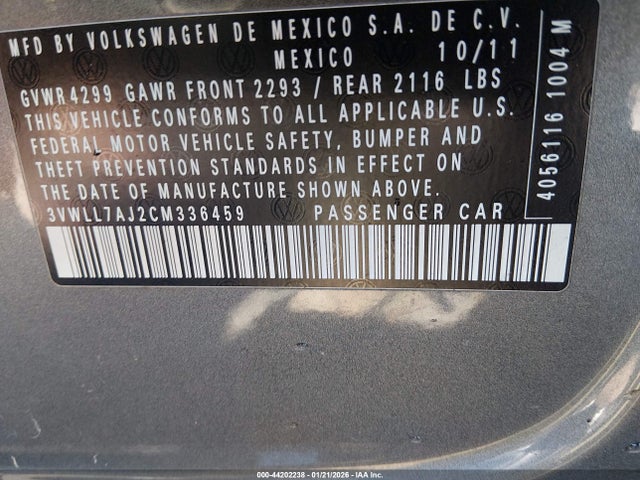 MFD BY VOLKSWAGEN DE MEXICO S.A. DE C.V.
MEXICO 10/11
GVWR 4299 GAWR FRONT 2293 / REAR 2116 LBS
THIS VEHICLE CONFORMS TO ALL APPLICABLE U.S.
FEDERAL MOTOR VEHICLE SAFETY, BUMPER AND
THEFT PREVENTION STANDARDS IN EFFECT ON
THE DATE OF MANUFACTURE SHOWN ABOVE.
3VWLL7AJ2CM336459 PASSENGER CAR
4056116 1004 M
000-44202238 - 01/21/2026 - IAAI.COM